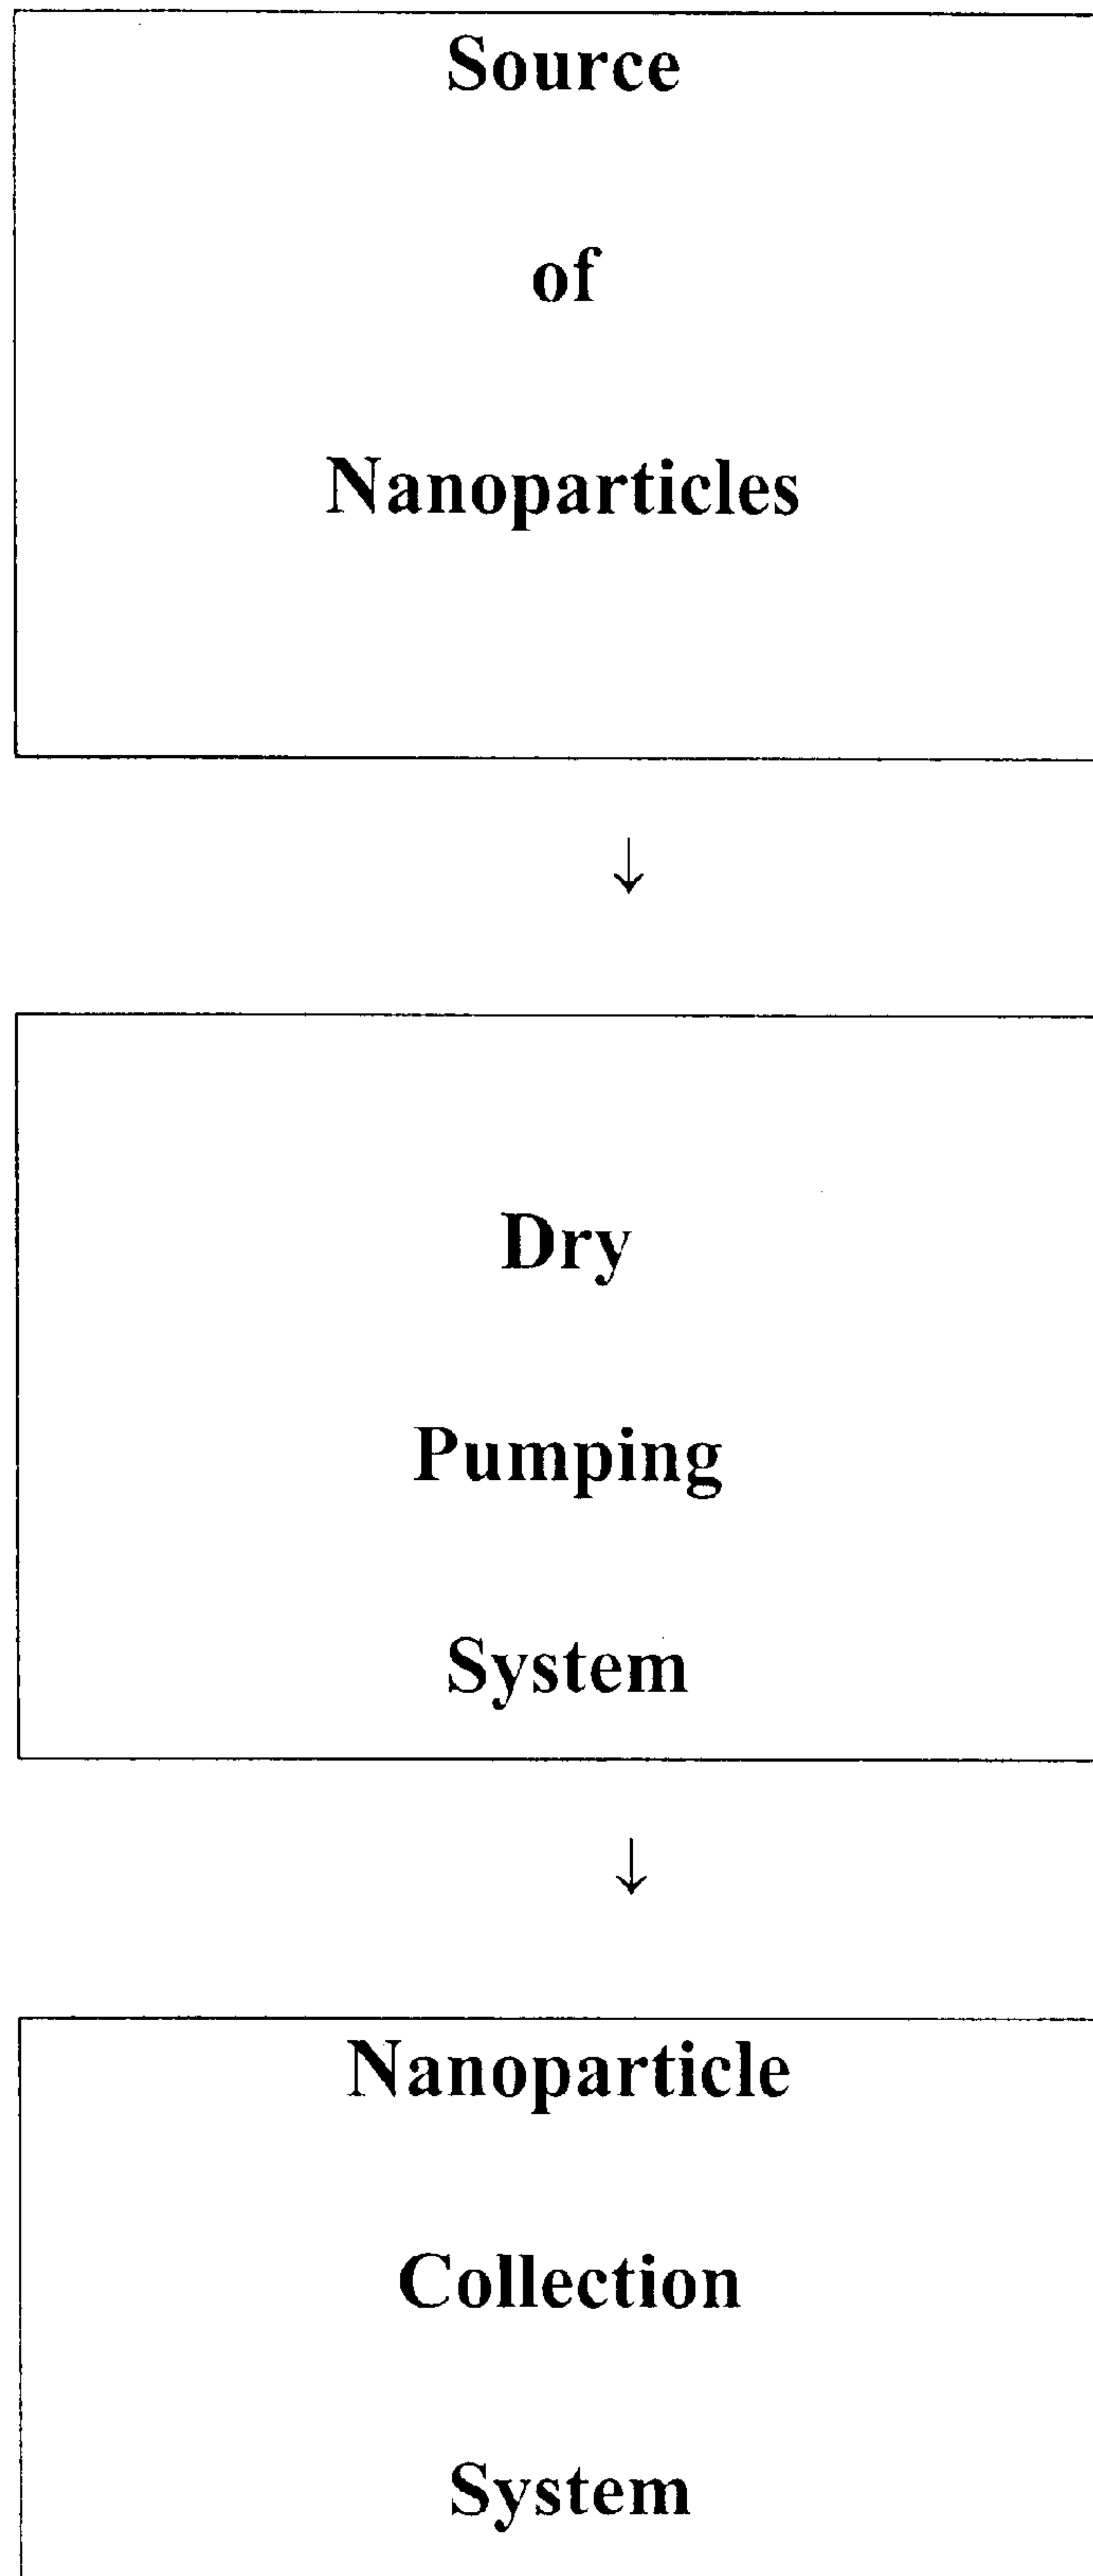 Source
of
Nanoparticles
↓
Dry
Pumping
System
↓
Nanoparticle
Collection
System